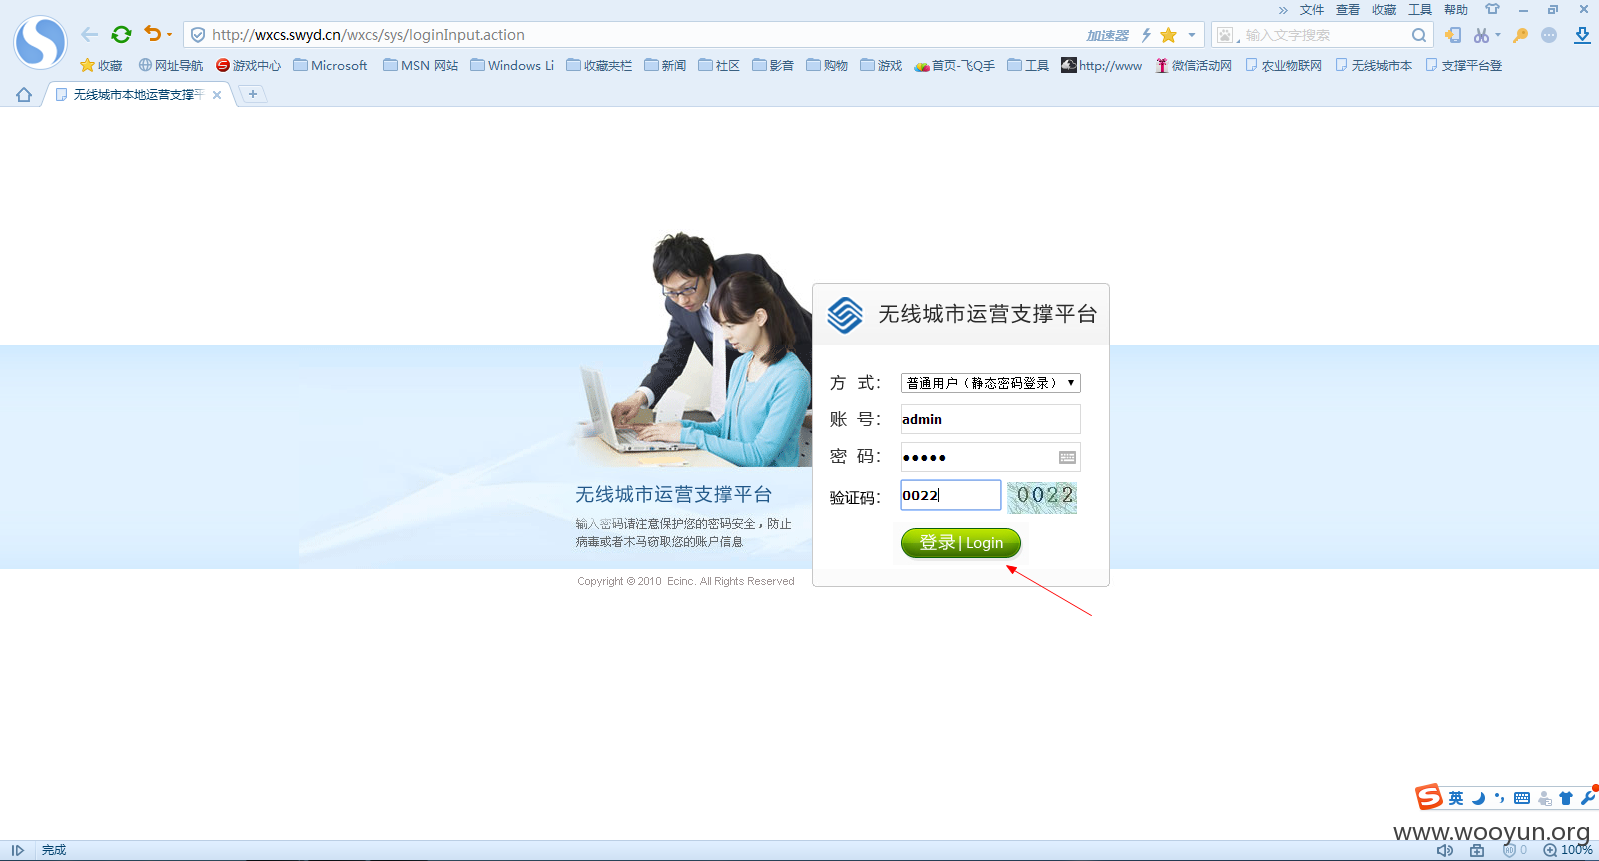 » 文件 查看 收藏 工具 帮助
http://wxcs.swyd.cn/wxcs/sys/loginInput.action 加速器 输入文字搜索
收藏 网址导航 游戏中心 Microsoft MSN 网站 Windows Li 收藏夹栏 新闻 社区 影音 购物 游戏 首页-飞Q手 工具 http://www 微信活动网 农业物联网 无线城市本 支撑平台登
无线城市本地运营支撑平
无线城市运营支撑平台
方 式： 普通用户（静态密码登录）
账 号： admin
密 码： •••••
验证码： 0022 0022
登录 | Login
无线城市运营支撑平台
输入密码请注意保护您的密码安全，防止
病毒或者木马窃取您的账户信息
Copyright © 2010 Ecinc. All Rights Reserved
英
www.wooyun.org
完成 0 100%